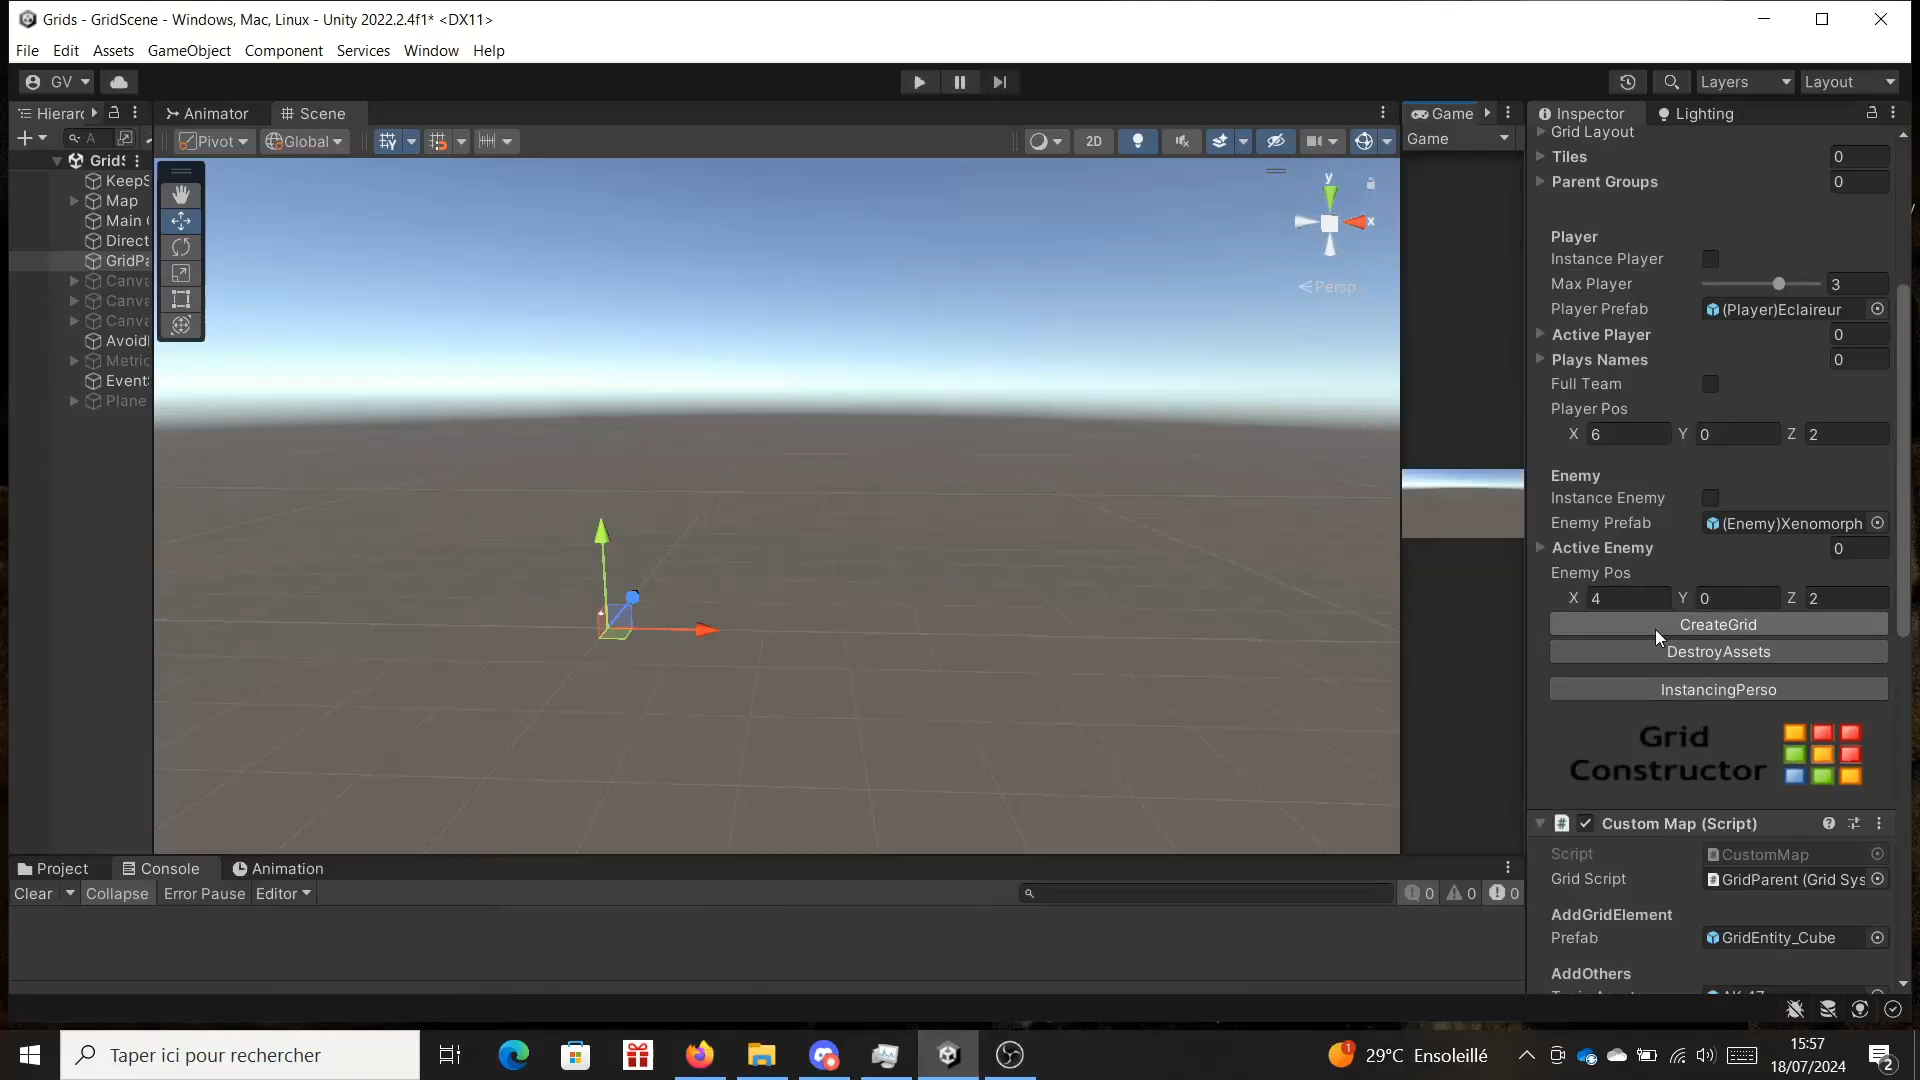 Grids - GridScene - Windows, Mac, Linux - Unity 2022.2.4f1* <DX11>
File Edit Assets GameObject Component Services Window Help
GV Layers Layout
Hierarc Animator Scene Game Inspector Lighting
A Pivot Global 2D Game
GridS
KeepS
Map
Main C
Direct
GridPa
Canva
Canva
Canva
Avoid
Metric
Event
Plane
y
x
Persp
Grid Layout
Tiles 0
Parent Groups 0
Player
Instance Player
Max Player 3
Player Prefab (Player)Eclaireur
Active Player 0
Plays Names 0
Full Team
Player Pos
X 6 Y 0 Z 2
Enemy
Instance Enemy
Enemy Prefab (Enemy)Xenomorph
Active Enemy 0
Enemy Pos
X 4 Y 0 Z 2
CreateGrid
DestroyAssets
InstancingPerso
Grid
Constructor
Custom Map (Script)
Script CustomMap
Grid Script GridParent (Grid Sys
AddGridElement
Prefab GridEntity_Cube
AddOthers
Project Console Animation
Clear Collapse Error Pause Editor 0 0 0
Taper ici pour rechercher
1 29°C Ensoleillé
15:57
18/07/2024
2